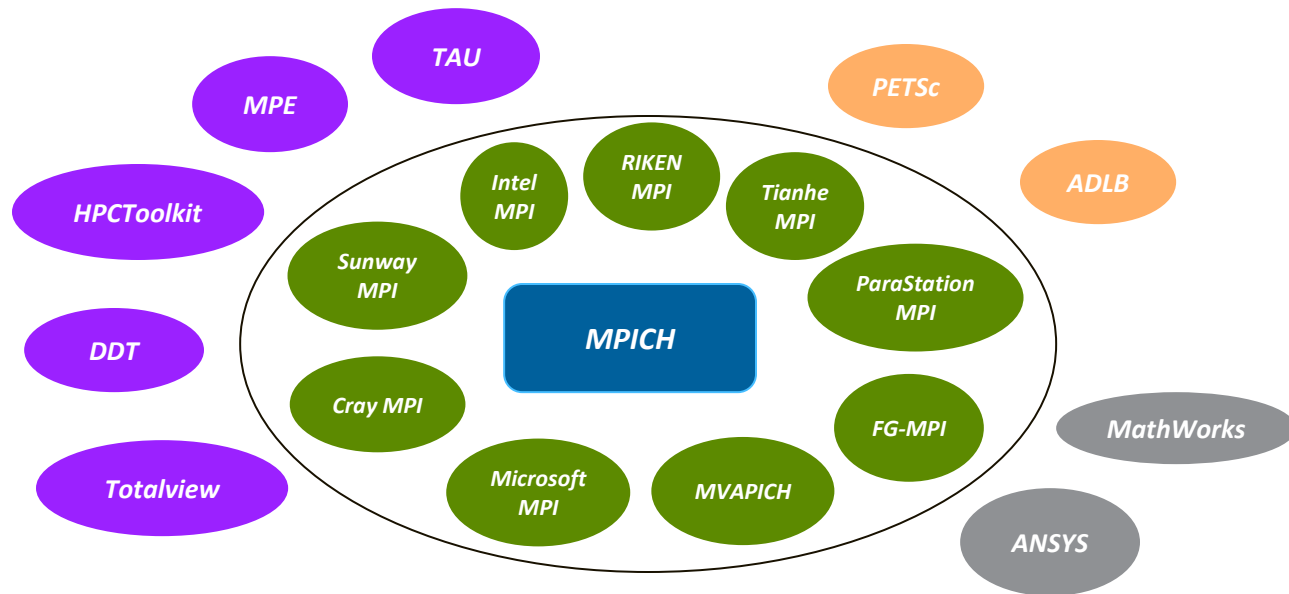 TAU
MPE
PETSc
ADLB
HPCToolkit
Intel
MPI
RIKEN
MPI
Tianhe
MPI
Sunway
MPI
ParaStation
MPI
MPICH
DDT
Cray MPI
FG-MPI
MathWorks
Totalview
Microsoft
MPI
MVAPICH
ANSYS